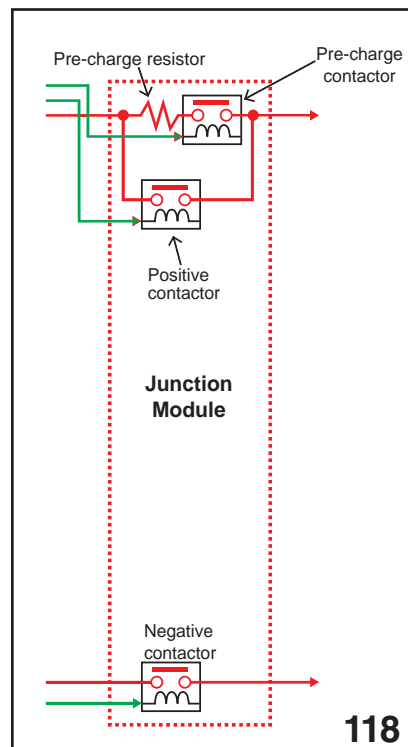 Pre-charge resistor
Pre-charge
contactor
Positive
contactor
Junction
Module
Negative
contactor
118